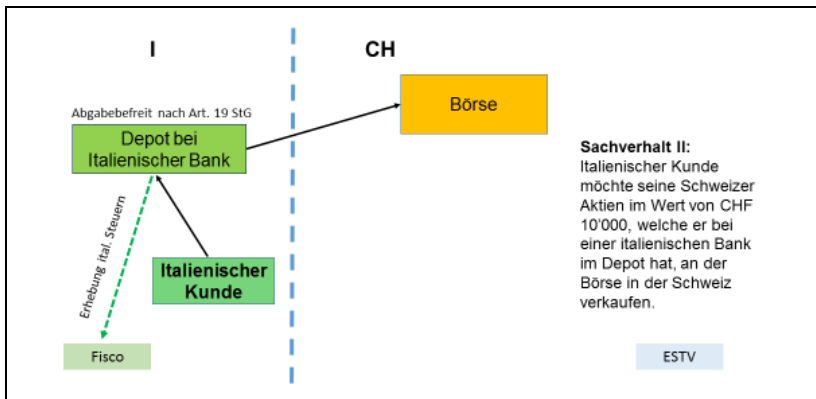 I
CH
Börse
Abgabebefreit nach Art. 19 StG
Depot bei
Italienischer Bank
Sachverhalt II:
Italienischer Kunde
möchte seine Schweizer
Aktien im Wert von CHF
10'000, welche er bei
einer italienischen Bank
im Depot hat, an der
Börse in der Schweiz
verkaufen.
Erhebung ital. Steuern
Italienischer
Kunde
Fisco
ESTV